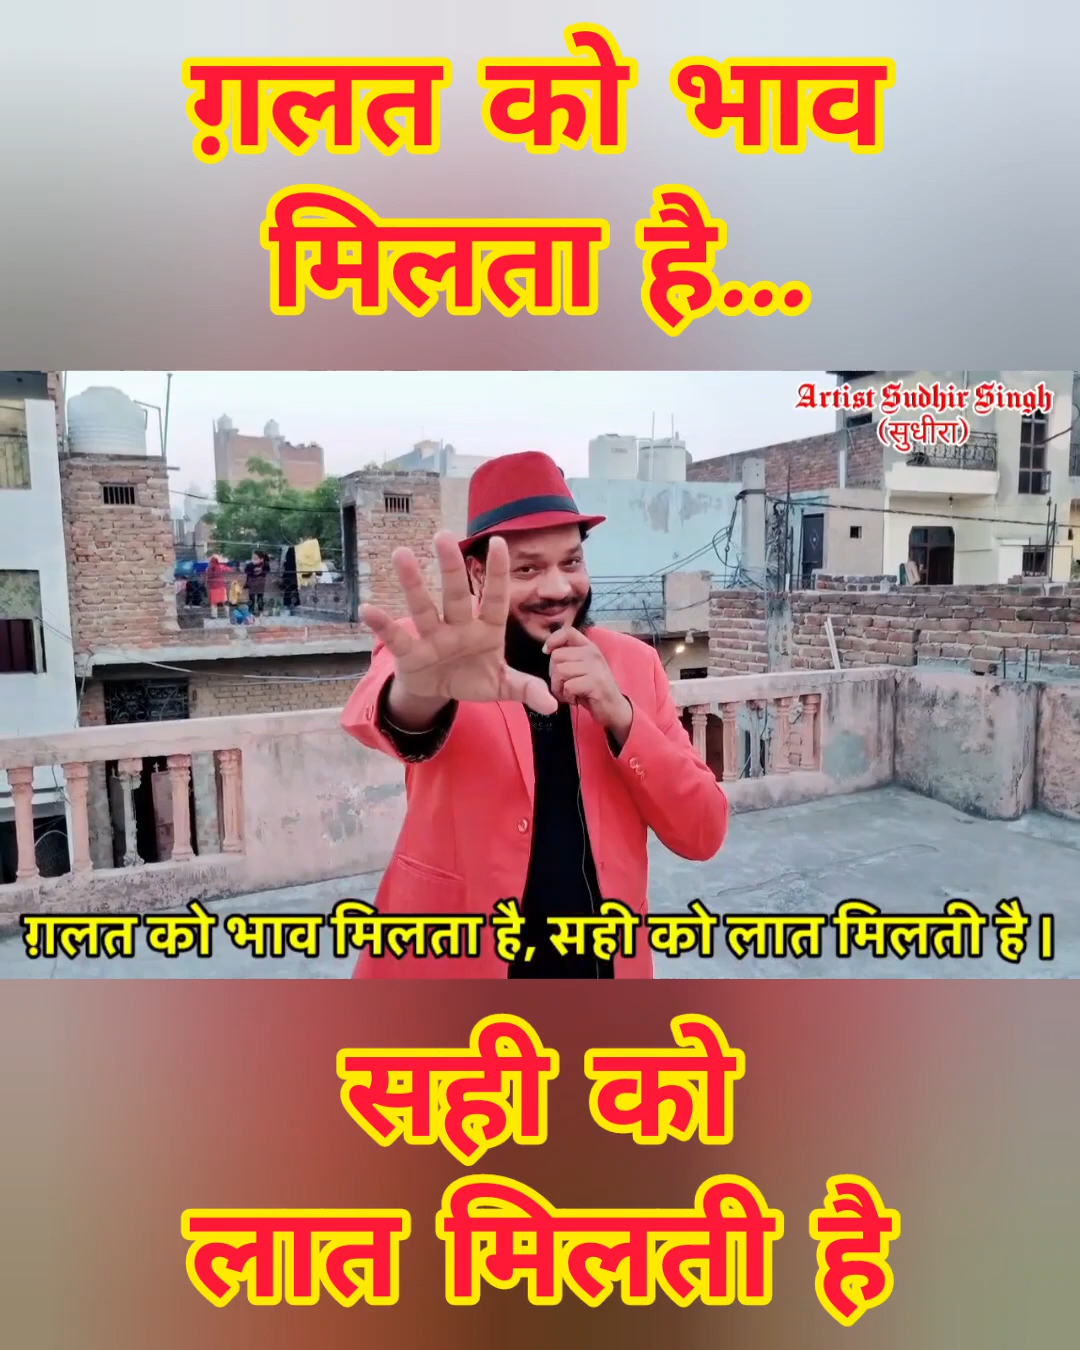 ग़लत को भाव
मिलता है...
Artist Sudhir Singh
(सुधीरा)
ग़लत को भाव मिलता है, सही को लात मिलती है।
सही को
लात मिलती है